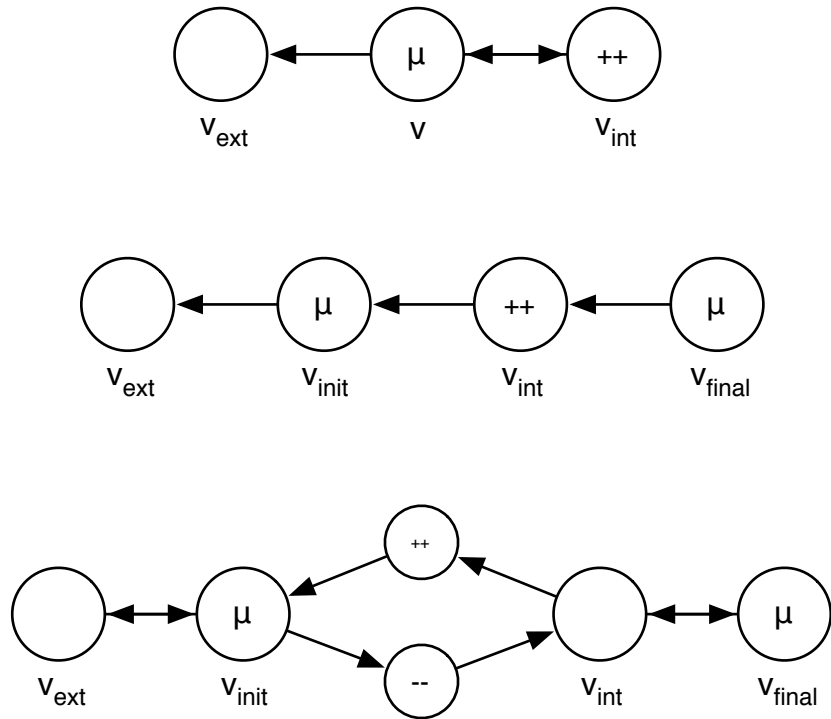 μ ++
v_ext v v_int
μ ++ μ
v_ext v_init v_int v_final
++
μ μ
--
v_ext v_init v_int v_final